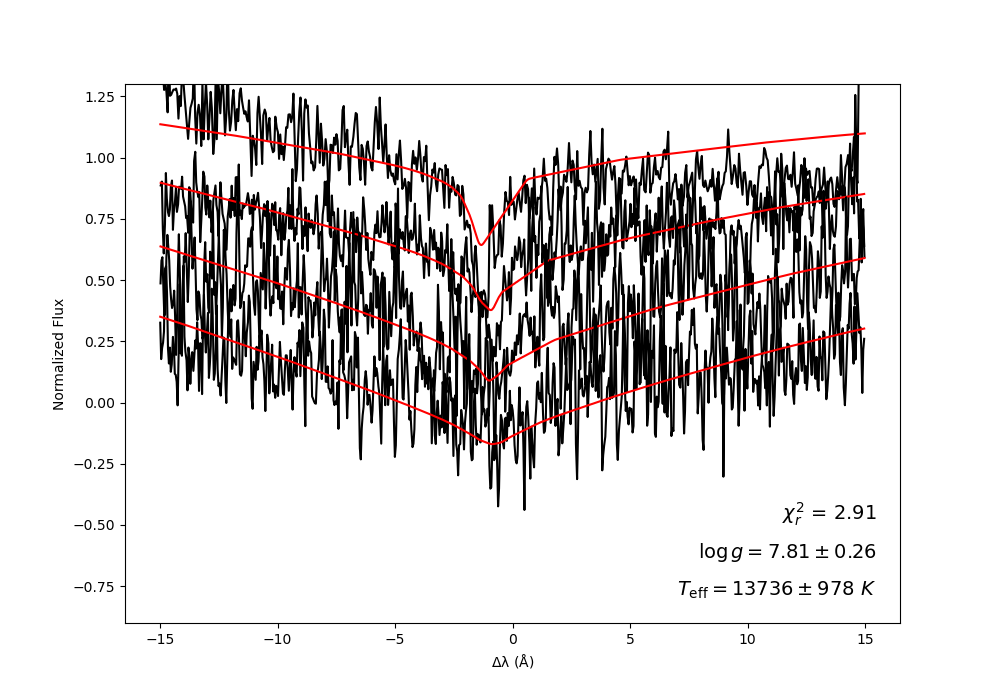 1.25
1.00
0.75
0.50
0.25
0.00
−0.25
−0.50
−0.75
Normalized Flux
χ²ᵣ = 2.91
log g = 7.81 ± 0.26
T_eff = 13736 ± 978 K
−15 −10 −5 0 5 10 15
Δλ (Å)